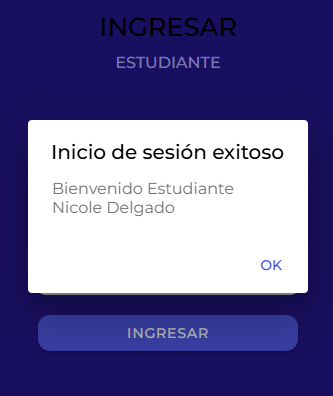 INGRESAR
ESTUDIANTE
Inicio de sesión exitoso
Bienvenido Estudiante
Nicole Delgado
OK
INGRESAR